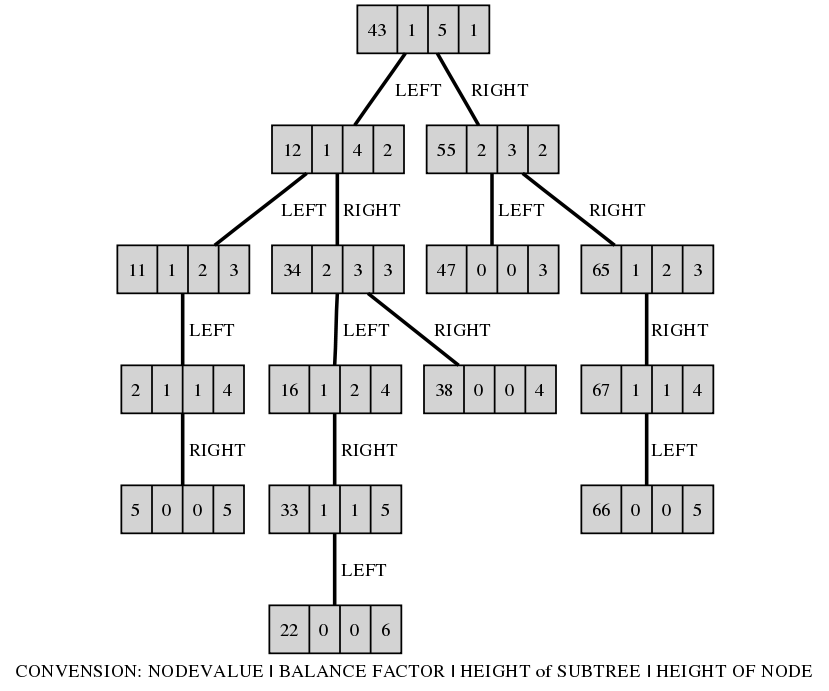 43 1 5 1
LEFT RIGHT
12 1 4 2 55 2 3 2
LEFT RIGHT LEFT RIGHT
11 1 2 3 34 2 3 3 47 0 0 3 65 1 2 3
LEFT LEFT RIGHT RIGHT
2 1 1 4 16 1 2 4 38 0 0 4 67 1 1 4
RIGHT RIGHT LEFT
5 0 0 5 33 1 1 5 66 0 0 5
LEFT
22 0 0 6
CONVENSION: NODEVALUE | BALANCE FACTOR | HEIGHT of SUBTREE | HEIGHT OF NODE